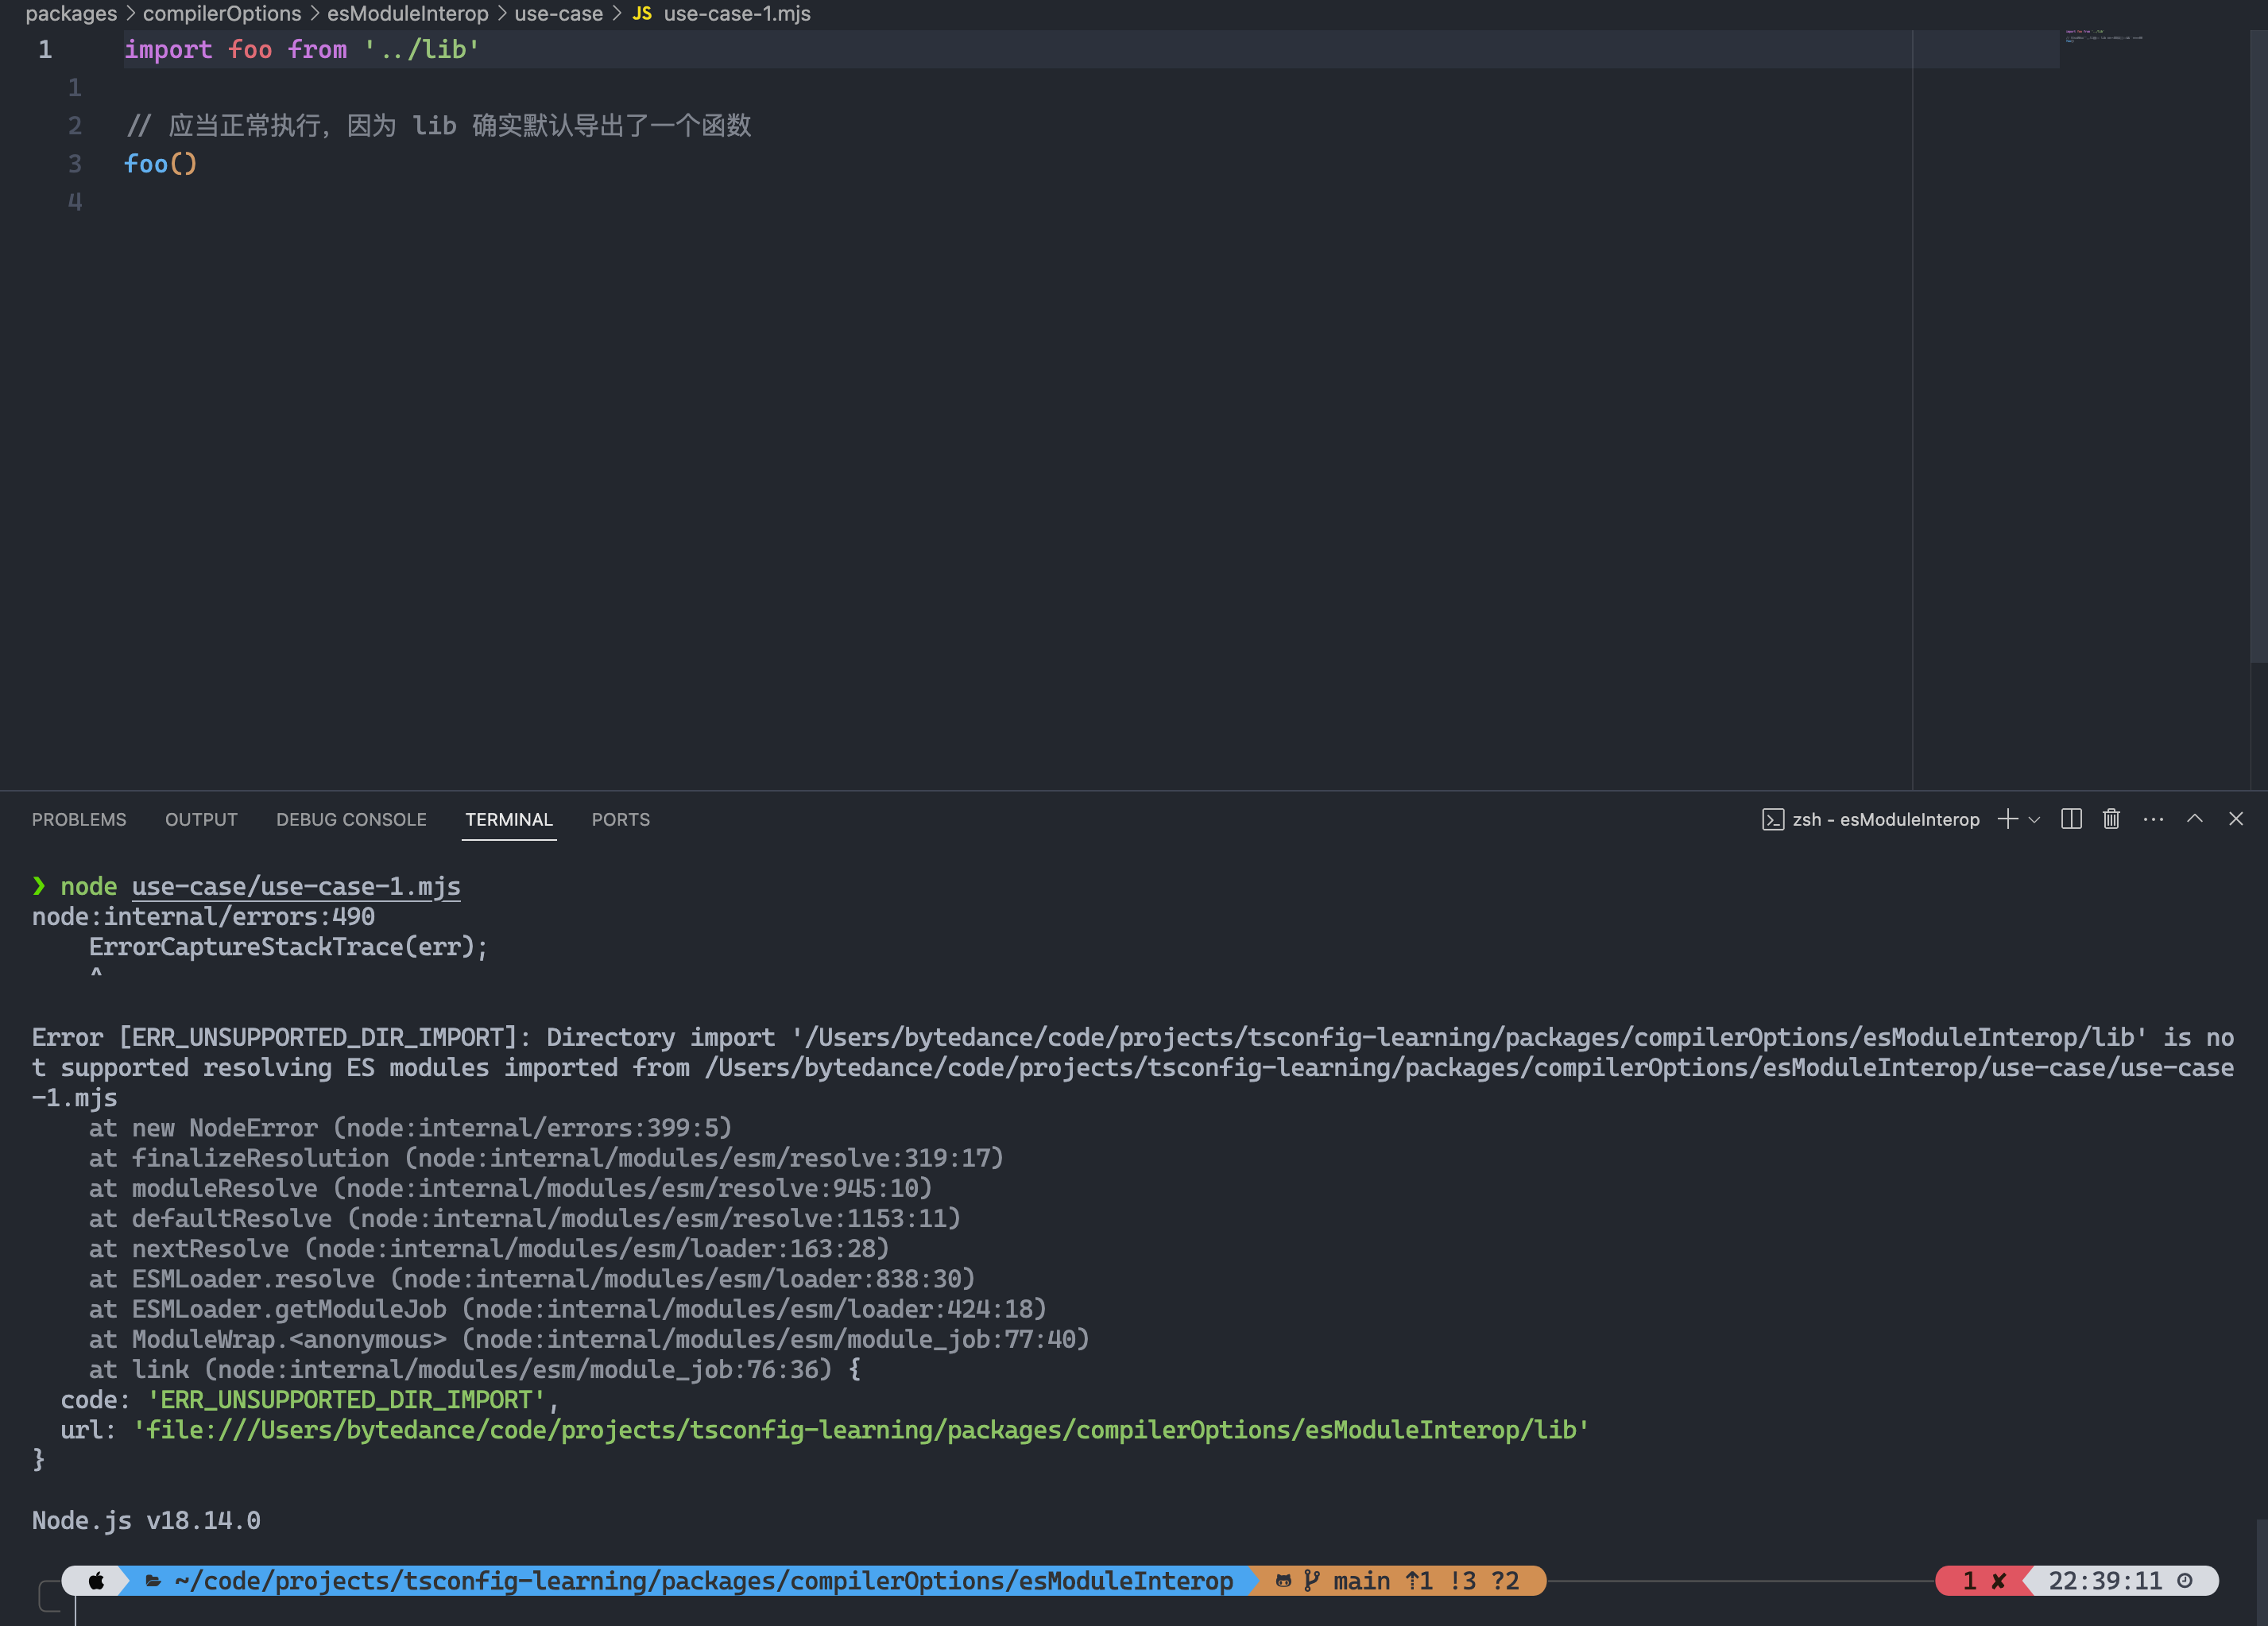 packages > compilerOptions > esModuleInterop > use-case > JS use-case-1.mjs
1 import foo from '../lib'
1
2 // 应当正常执行，因为 lib 确实默认导出了一个函数
3 foo()
4
PROBLEMS OUTPUT DEBUG CONSOLE TERMINAL PORTS zsh - esModuleInterop
❯ node use-case/use-case-1.mjs
node:internal/errors:490
    ErrorCaptureStackTrace(err);
    ^
Error [ERR_UNSUPPORTED_DIR_IMPORT]: Directory import '/Users/bytedance/code/projects/tsconfig-learning/packages/compilerOptions/esModuleInterop/lib' is no
t supported resolving ES modules imported from /Users/bytedance/code/projects/tsconfig-learning/packages/compilerOptions/esModuleInterop/use-case/use-case
-1.mjs
    at new NodeError (node:internal/errors:399:5)
    at finalizeResolution (node:internal/modules/esm/resolve:319:17)
    at moduleResolve (node:internal/modules/esm/resolve:945:10)
    at defaultResolve (node:internal/modules/esm/resolve:1153:11)
    at nextResolve (node:internal/modules/esm/loader:163:28)
    at ESMLoader.resolve (node:internal/modules/esm/loader:838:30)
    at ESMLoader.getModuleJob (node:internal/modules/esm/loader:424:18)
    at ModuleWrap.<anonymous> (node:internal/modules/esm/module_job:77:40)
    at link (node:internal/modules/esm/module_job:76:36) {
  code: 'ERR_UNSUPPORTED_DIR_IMPORT',
  url: 'file:///Users/bytedance/code/projects/tsconfig-learning/packages/compilerOptions/esModuleInterop/lib'
}
Node.js v18.14.0
~/code/projects/tsconfig-learning/packages/compilerOptions/esModuleInterop main ⇡1 !3 ?2 1 ✘ 22:39:11